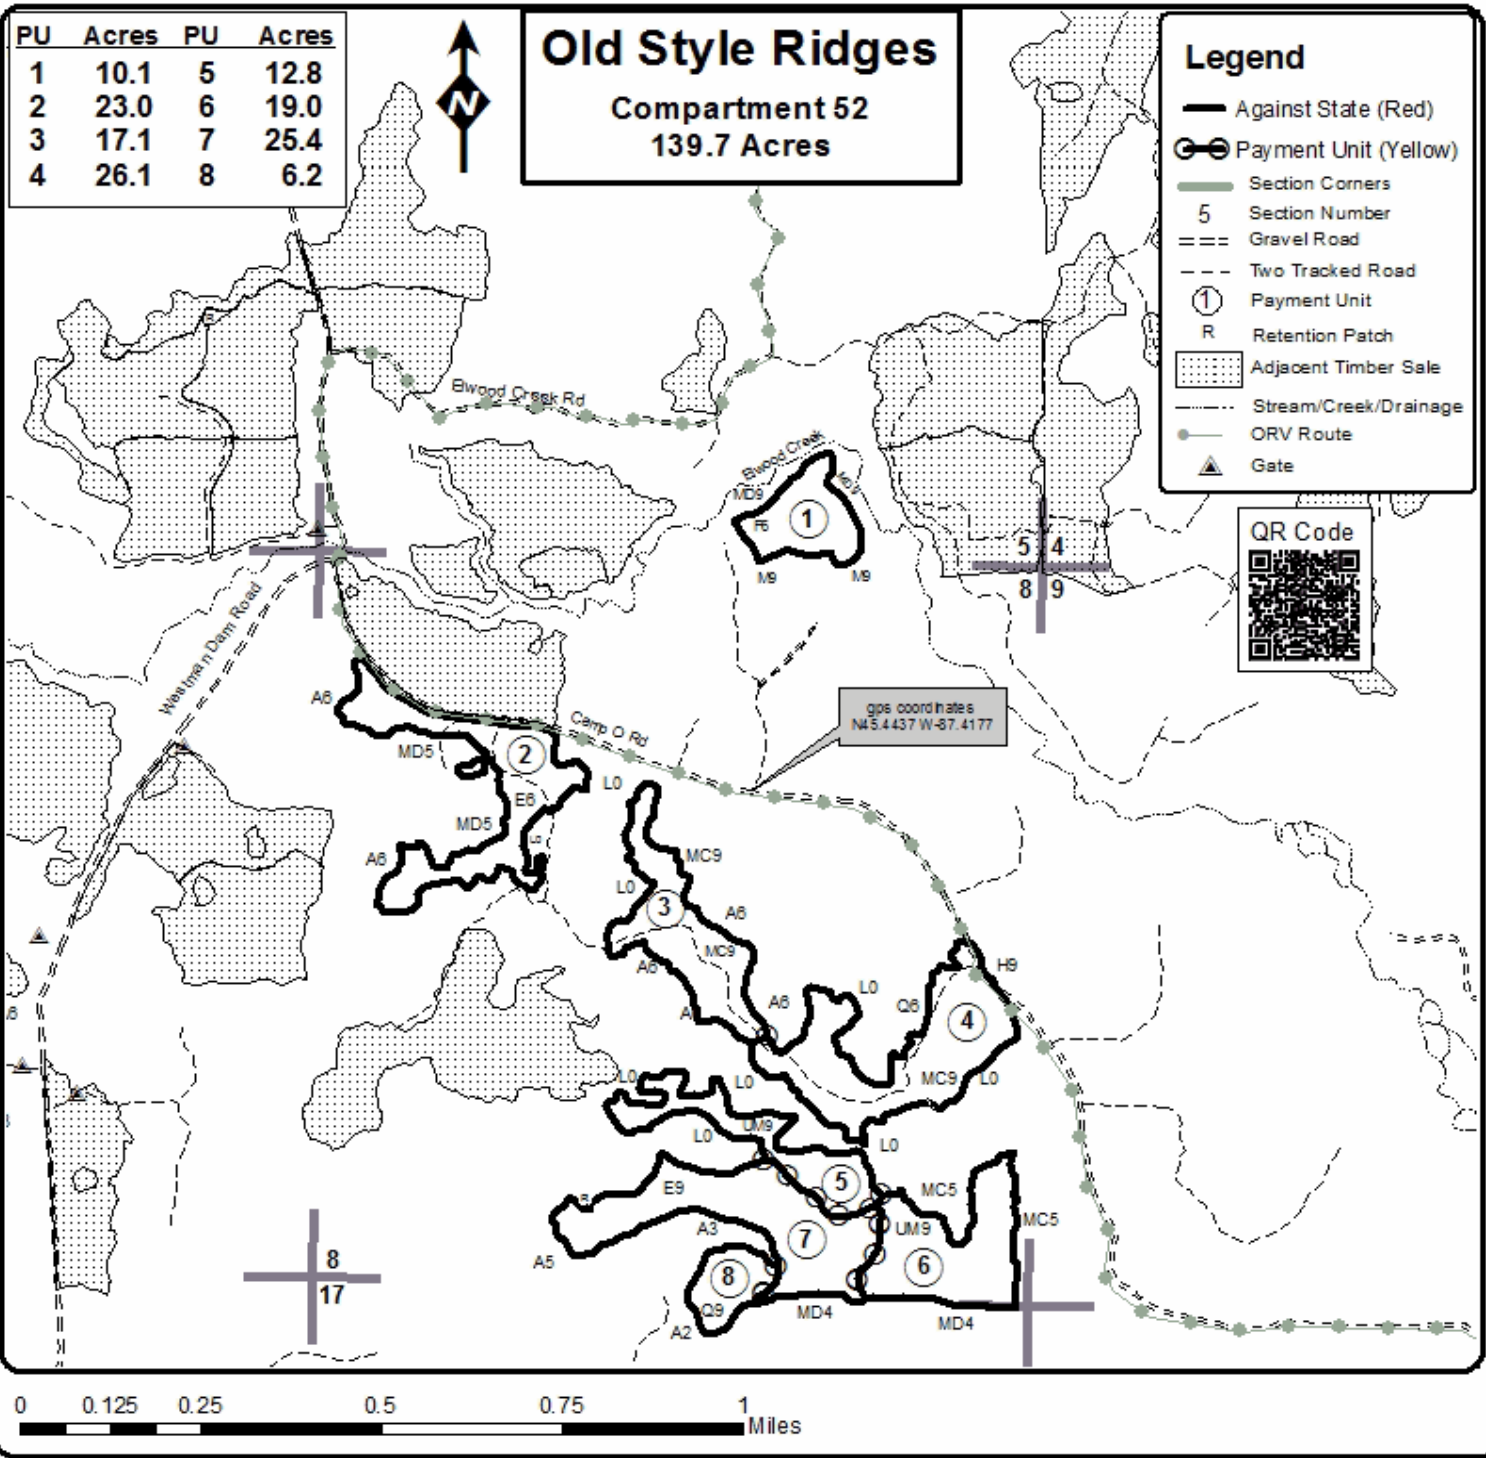 PU Acres PU Acres
1 10.1 5 12.8
2 23.0 6 19.0
3 17.1 7 25.4
4 26.1 8 6.2
N
Old Style Ridges
Compartment 52
139.7 Acres
Legend
Against State (Red)
Payment Unit (Yellow)
Section Corners
5 Section Number
Gravel Road
Two Tracked Road
1 Payment Unit
R Retention Patch
Adjacent Timber Sale
Stream/Creek/Drainage
ORV Route
Gate
QR Code
R
Elwood Creek Rd
Elwood Creek
MD9
MD9
F6
1
M9
M9
5 4
8 9
Westman Dam Road
A6
MD5
Camp O Rd
gps coordinates
N45.4437 W-87.4177
2
L0
E6
MD5
L0
A6
MC9
L0
3
A6
MC9
A6
A6
L0
Q6
H9
4
MC9
L0
L0
L0
UM9
L0
L0
5
E9
R
MC5
MC5
A3
UM9
7
6
A5
8
Q9
A2
MD4
MD4
8
17
0 0.125 0.25 0.5 0.75 1
Miles